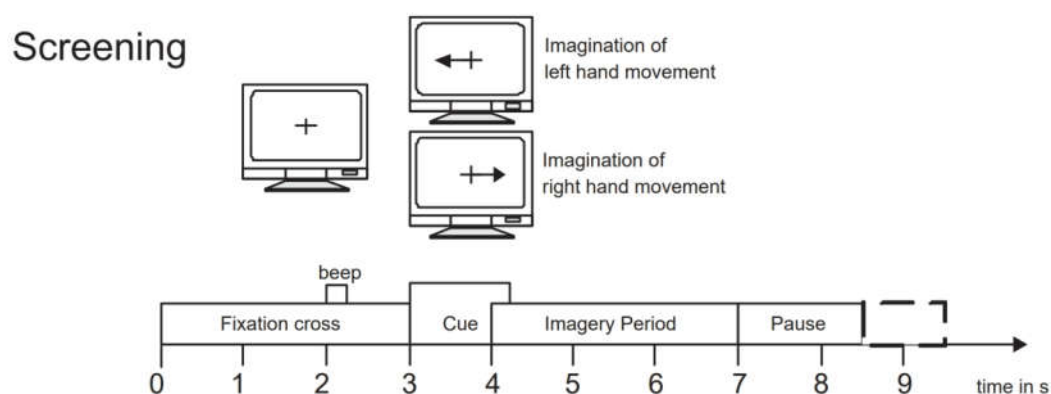 Screening
Imagination of
left hand movement
Imagination of
right hand movement
beep
Fixation cross
Cue
Imagery Period
Pause
0 1 2 3 4 5 6 7 8 9 time in s